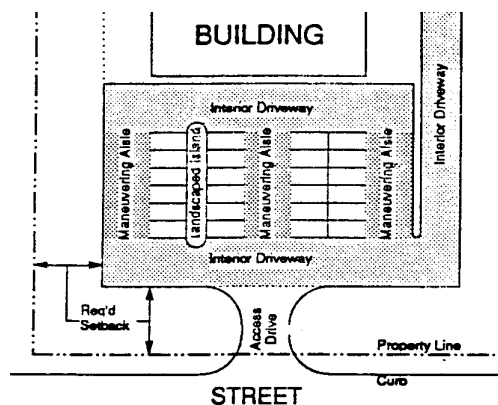 BUILDING
Interior Driveway
Interior Driveway
Maneuvering Aisle
Landscaped Island
Maneuvering Aisle
Maneuvering Aisle
Interior Driveway
Req'd
Setback
Access
Drive
Property Line
Curb
STREET